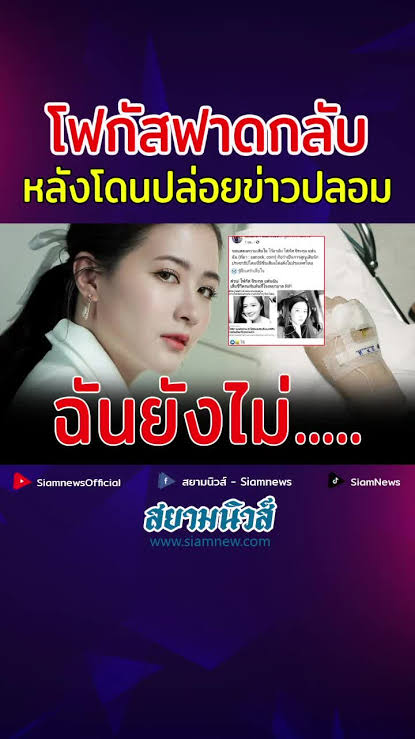 โฟกัสฟาดกลับ
หลังโดนปล่อยข่าวปลอม
ฉันยังไม่.....
SiamnewsOfficial
สยามนิวส์ - Siamnews
SiamNews
สยามนิวส์
www.siamnew.com